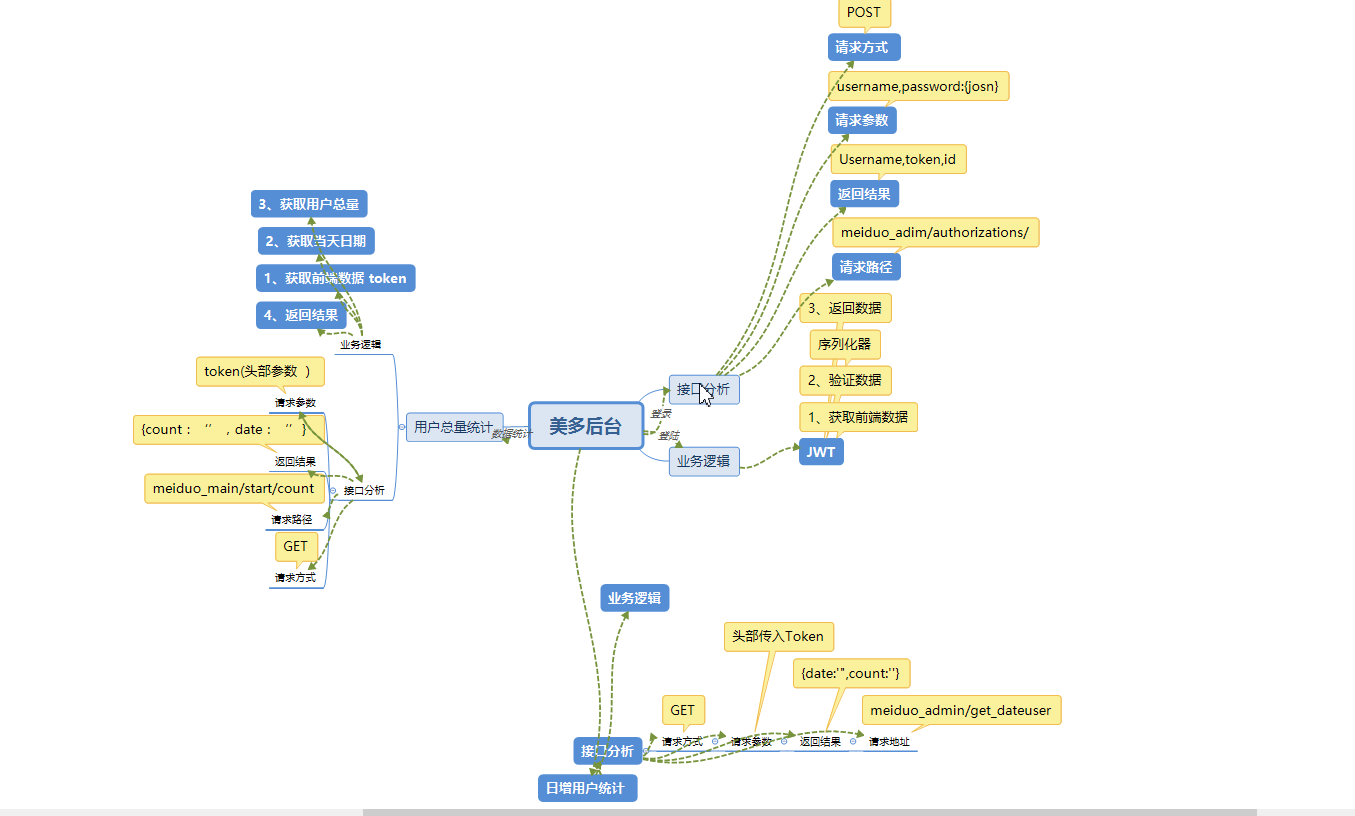 POST
请求方式
username,password:{josn}
请求参数
Username,token,id
返回结果
meiduo_adim/authorizations/
请求路径
3、返回数据
序列化器
2、验证数据
1、获取前端数据
JWT
接口分析
登录
登陆
业务逻辑
美多后台
数据统计
用户总量统计
3、获取用户总量
2、获取当天日期
1、获取前端数据 token
4、返回结果
业务逻辑
token(头部参数 )
请求参数
{count： ′′ ，date： ′′ }
返回结果
接口分析
meiduo_main/start/count
请求路径
GET
请求方式
业务逻辑
头部传入Token
{date:'",count:''}
GET
meiduo_admin/get_dateuser
接口分析
请求方式
请求参数
返回结果
请求地址
日增用户统计